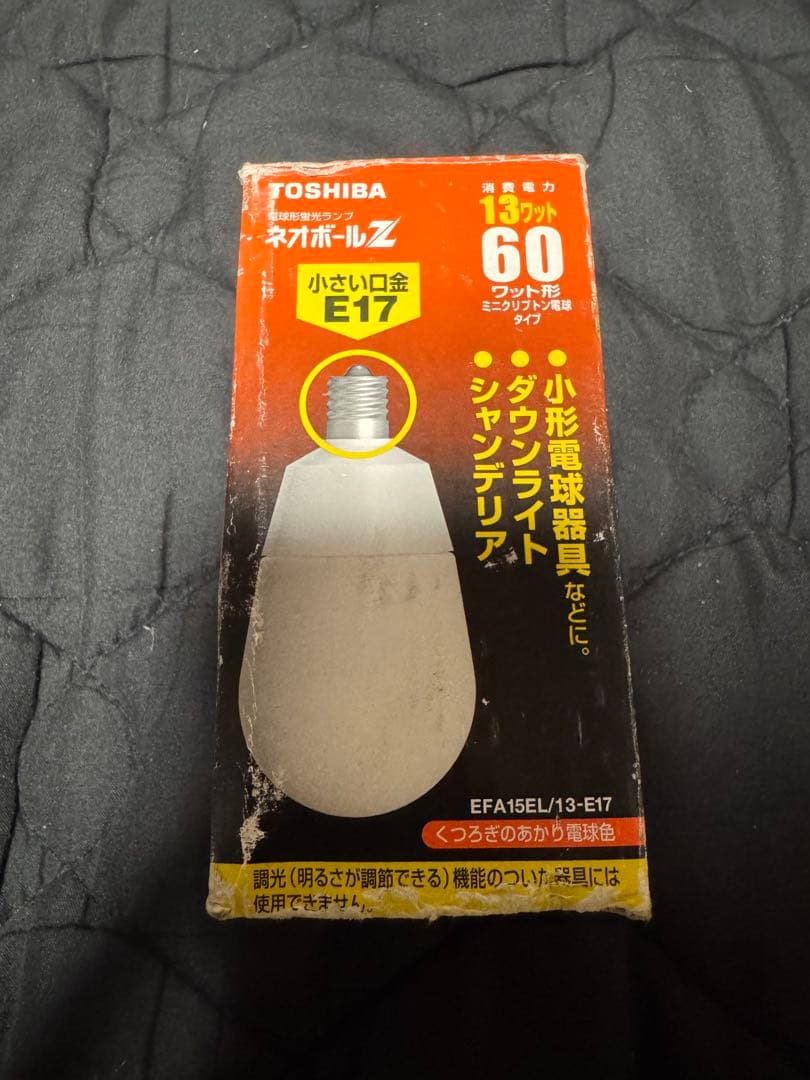 TOSHIBA
電球形蛍光ランプ
ネオボールZ
小さい口金
E17
消費電力
13ワット
60
ワット形
ミニクリプトン電球
タイプ
●小形電球器具などに。
●ダウンライト
●シャンデリア
EFA15EL/13-E17
くつろぎのあかり電球色
調光(明るさが調節できる)機能のついた器具には
使用できません。